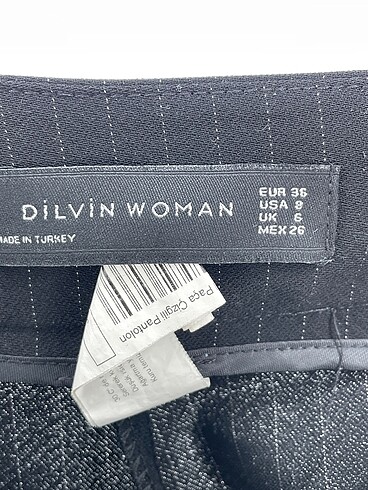 DİLVİN WOMAN
EUR 36
USA 8
UK 6
MEX 26
MADE IN TURKEY
Paça Çizgili Pantolon